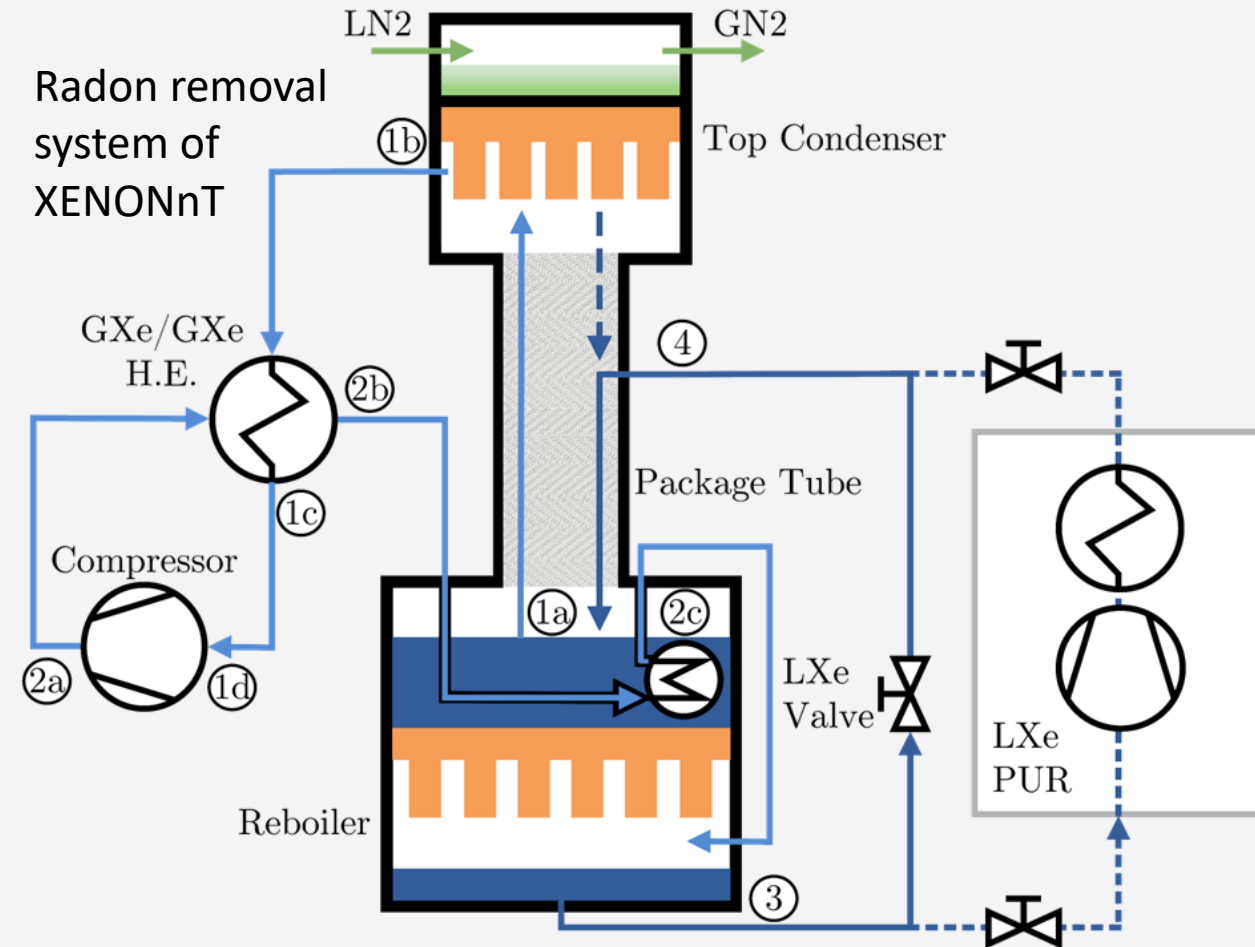 LN2
GN2
Radon removal
system of
XENONnT
1b
Top Condenser
GXe/GXe
H.E.
4
2b
Package Tube
1c
Compressor
1a
2c
2a
1d
LXe
Valve
LXe
PUR
Reboiler
3